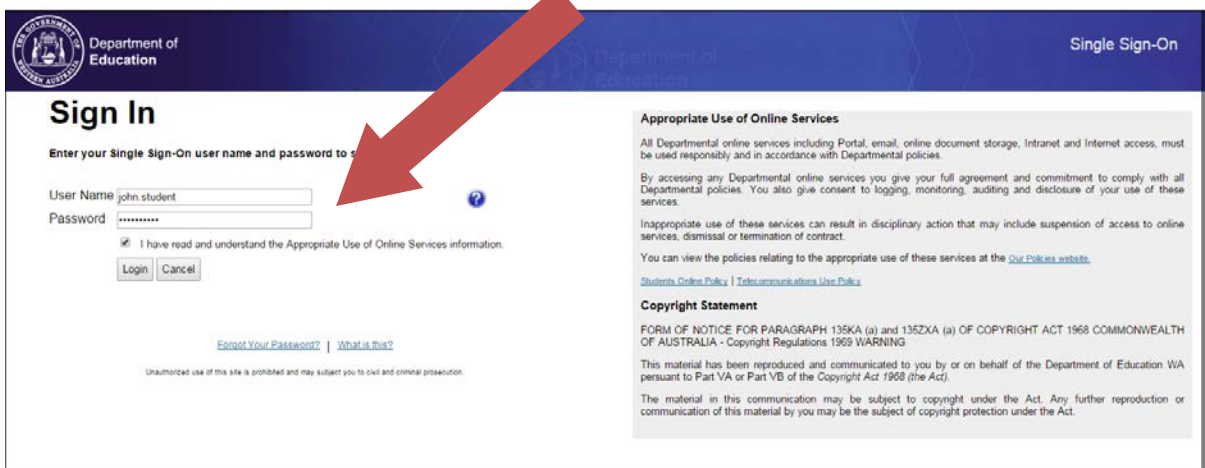 THE GOVERNMENT OF
WESTERN AUSTRALIA
Department of
Education
Department of
Education
Single Sign-On
Sign In
Enter your Single Sign-On user name and password to s
User Name john.student
Password ••••••••••
I have read and understand the Appropriate Use of Online Services information.
Login Cancel
Forgot Your Password? | What is this?
Unauthorized use of this site is prohibited and may subject you to civil and criminal prosecution.
Appropriate Use of Online Services
All Departmental online services including Portal, email, online document storage, Intranet and Internet access, must
be used responsibly and in accordance with Departmental policies.
By accessing any Departmental online services you give your full agreement and commitment to comply with all
Departmental policies. You also give consent to logging, monitoring, auditing and disclosure of your use of these
services.
Inappropriate use of these services can result in disciplinary action that may include suspension of access to online
services, dismissal or termination of contract.
You can view the policies relating to the appropriate use of these services at the Our Policies website.
Students Online Policy | Telecommunications Use Policy
Copyright Statement
FORM OF NOTICE FOR PARAGRAPH 135KA (a) and 135ZXA (a) OF COPYRIGHT ACT 1968 COMMONWEALTH
OF AUSTRALIA - Copyright Regulations 1969 WARNING
This material has been reproduced and communicated to you by or on behalf of the Department of Education WA
persuant to Part VA or Part VB of the Copyright Act 1968 (the Act).
The material in this communication may be subject to copyright under the Act. Any further reproduction or
communication of this material by you may be the subject of copyright protection under the Act.